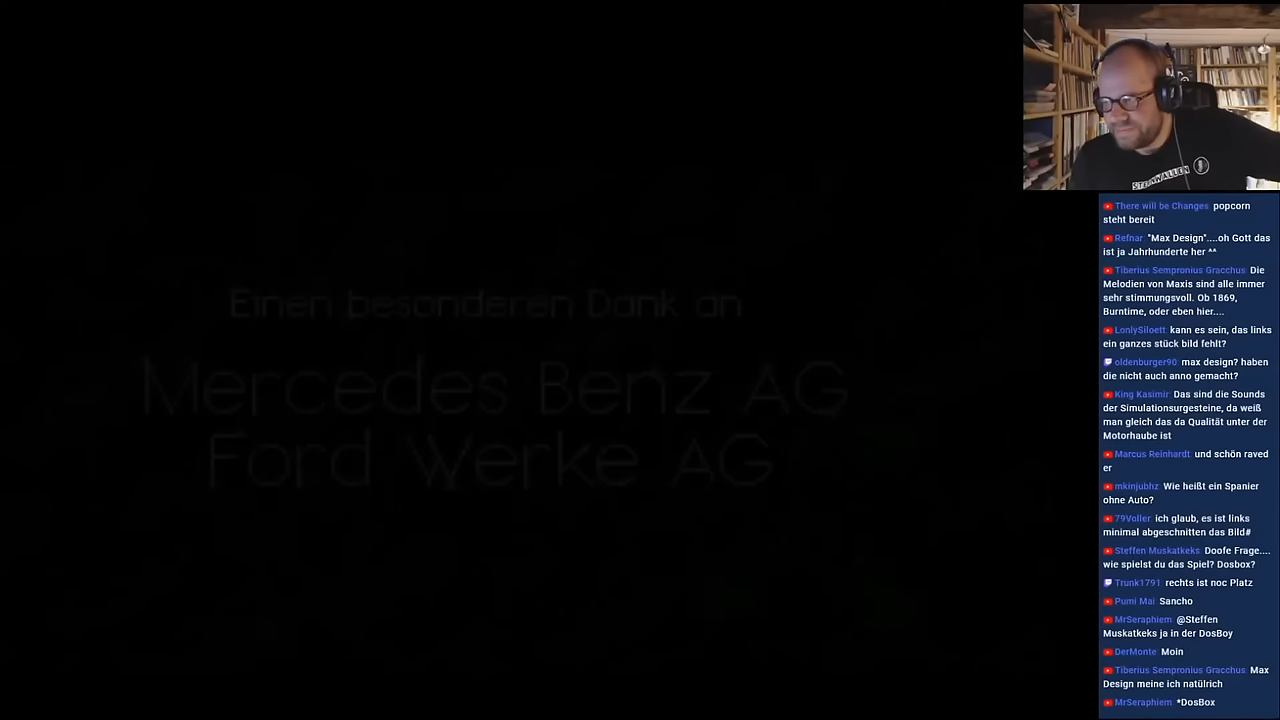 Einen besonderen Dank an
Mercedes Benz AG
Ford Werke AG
STEINWALLEN
There will be Changes popcorn
steht bereit
Refnar "Max Design"....oh Gott das
ist ja Jahrhunderte her ^^
Tiberius Sempronius Gracchus Die
Melodien von Maxis sind alle immer
sehr stimmungsvoll. Ob 1869,
Burntime, oder eben hier....
LonlySiloett kann es sein, das links
ein ganzes stück bild fehlt?
oldenburger90 max design? haben
die nicht auch anno gemacht?
King Kasimir Das sind die Sounds
der Simulationsurgesteine, da weiß
man gleich das da Qualität unter der
Motorhaube ist
Marcus Reinhardt und schön raved
er
mkinjubhz Wie heißt ein Spanier
ohne Auto?
79Voller ich glaub, es ist links
minimal abgeschnitten das Bild#
Steffen Muskatkeks Doofe Frage....
wie spielst du das Spiel? Dosbox?
Trunk1791 rechts ist noc Platz
Pumi Mai Sancho
MrSeraphiem @Steffen
Muskatkeks ja in der DosBoy
DerMonte Moin
Tiberius Sempronius Gracchus Max
Design meine ich natülrich
MrSeraphiem *DosBox